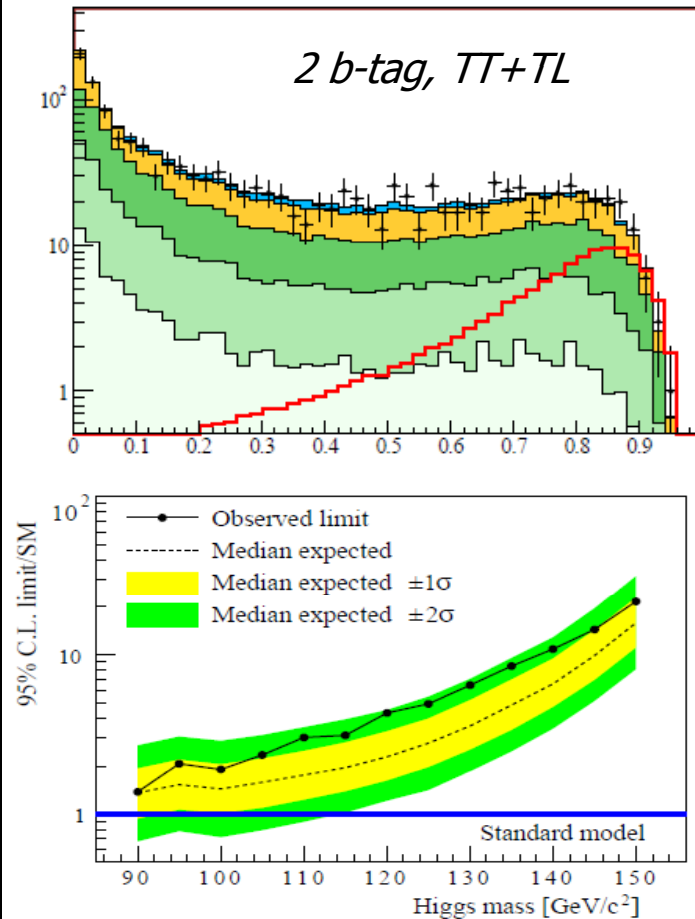 2 b-tag, TT+TL
10²
10
1
0 0.1 0.2 0.3 0.4 0.5 0.6 0.7 0.8 0.9
10²
Observed limit
Median expected
Median expected ±1σ
Median expected ±2σ
95% C.L. limit/SM
10
1
Standard model
90 100 110 120 130 140 150
Higgs mass [GeV/c²]